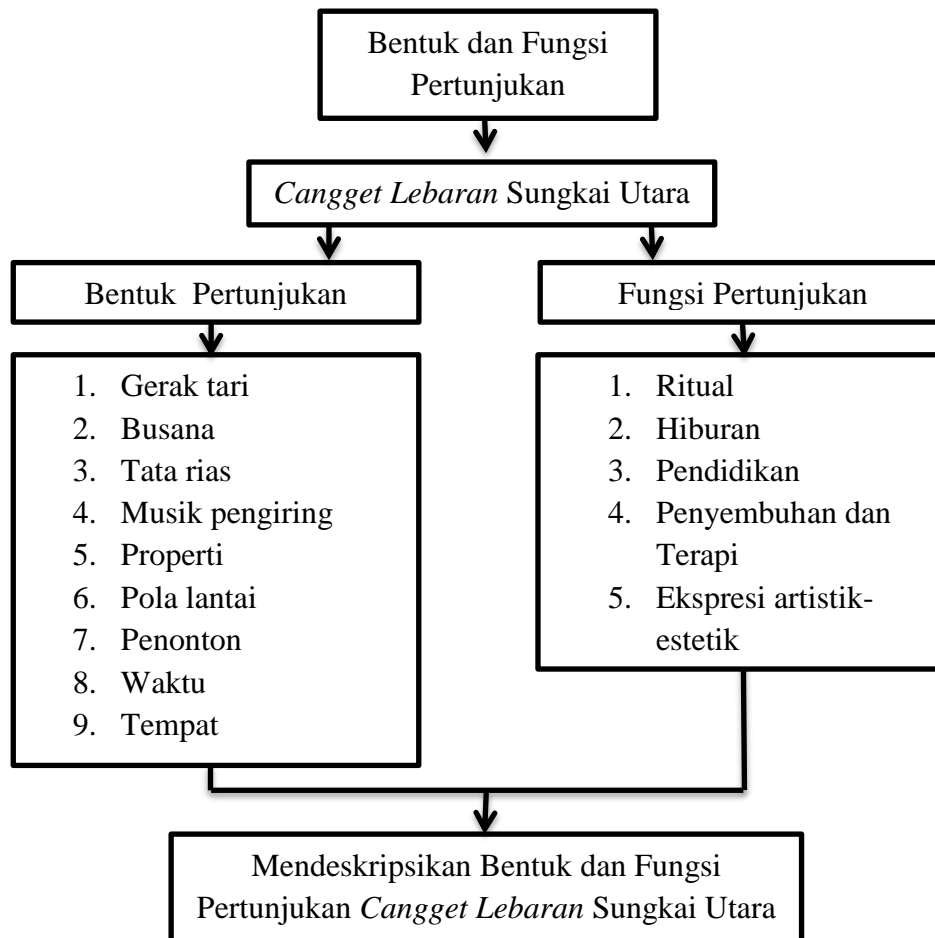 Bentuk dan Fungsi
Pertunjukan
Cangget Lebaran Sungkai Utara
Bentuk Pertunjukan
Fungsi Pertunjukan
1. Gerak tari
2. Busana
3. Tata rias
4. Musik pengiring
5. Properti
6. Pola lantai
7. Penonton
8. Waktu
9. Tempat
1. Ritual
2. Hiburan
3. Pendidikan
4. Penyembuhan dan
Terapi
5. Ekspresi artistik-
estetik
Mendeskripsikan Bentuk dan Fungsi
Pertunjukan Cangget Lebaran Sungkai Utara